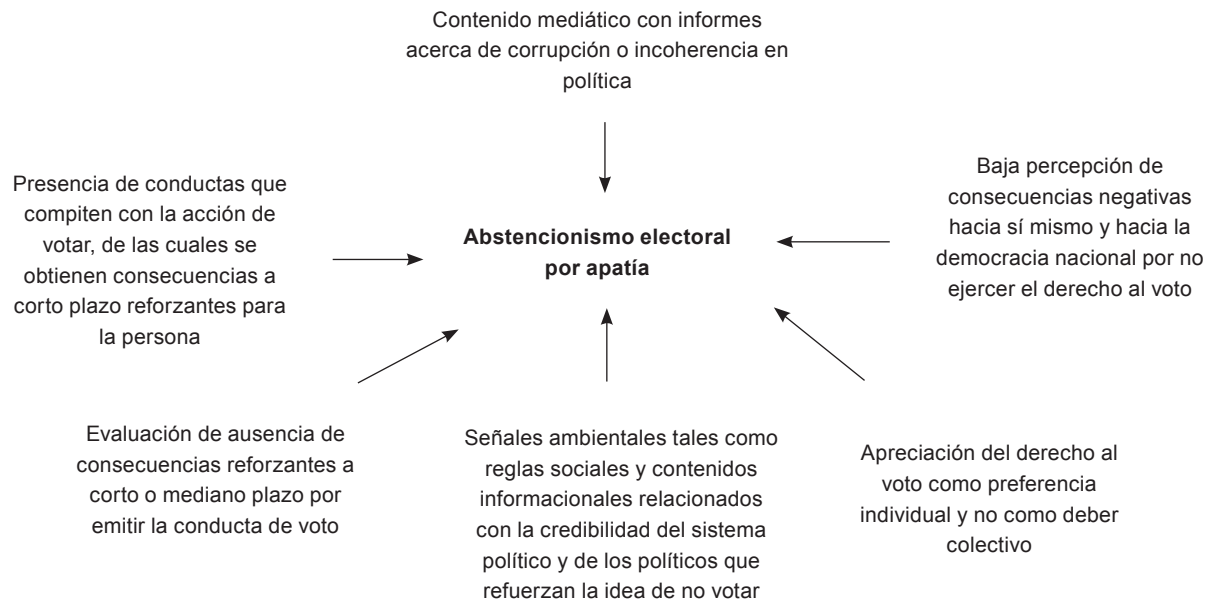 Contenido mediático con informes
acerca de corrupción o incoherencia en
política
Presencia de conductas que
compiten con la acción de
votar, de las cuales se
obtienen consecuencias a
corto plazo reforzantes para
la persona
Abstencionismo electoral
por apatía
Baja percepción de
consecuencias negativas
hacia sí mismo y hacia la
democracia nacional por no
ejercer el derecho al voto
Evaluación de ausencia de
consecuencias reforzantes a
corto o mediano plazo por
emitir la conducta de voto
Señales ambientales tales como
reglas sociales y contenidos
informacionales relacionados
con la credibilidad del sistema
político y de los políticos que
refuerzan la idea de no votar
Apreciación del derecho al
voto como preferencia
individual y no como deber
colectivo